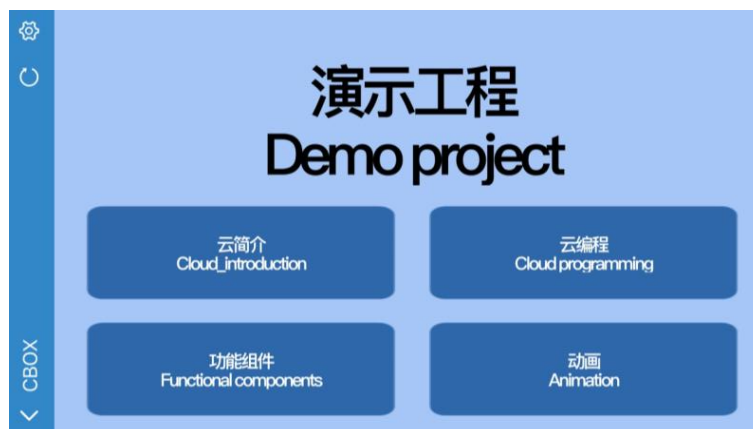 演示工程
Demo project
云简介
Cloud_introduction
云编程
Cloud programming
功能组件
Functional components
动画
Animation
CBOX